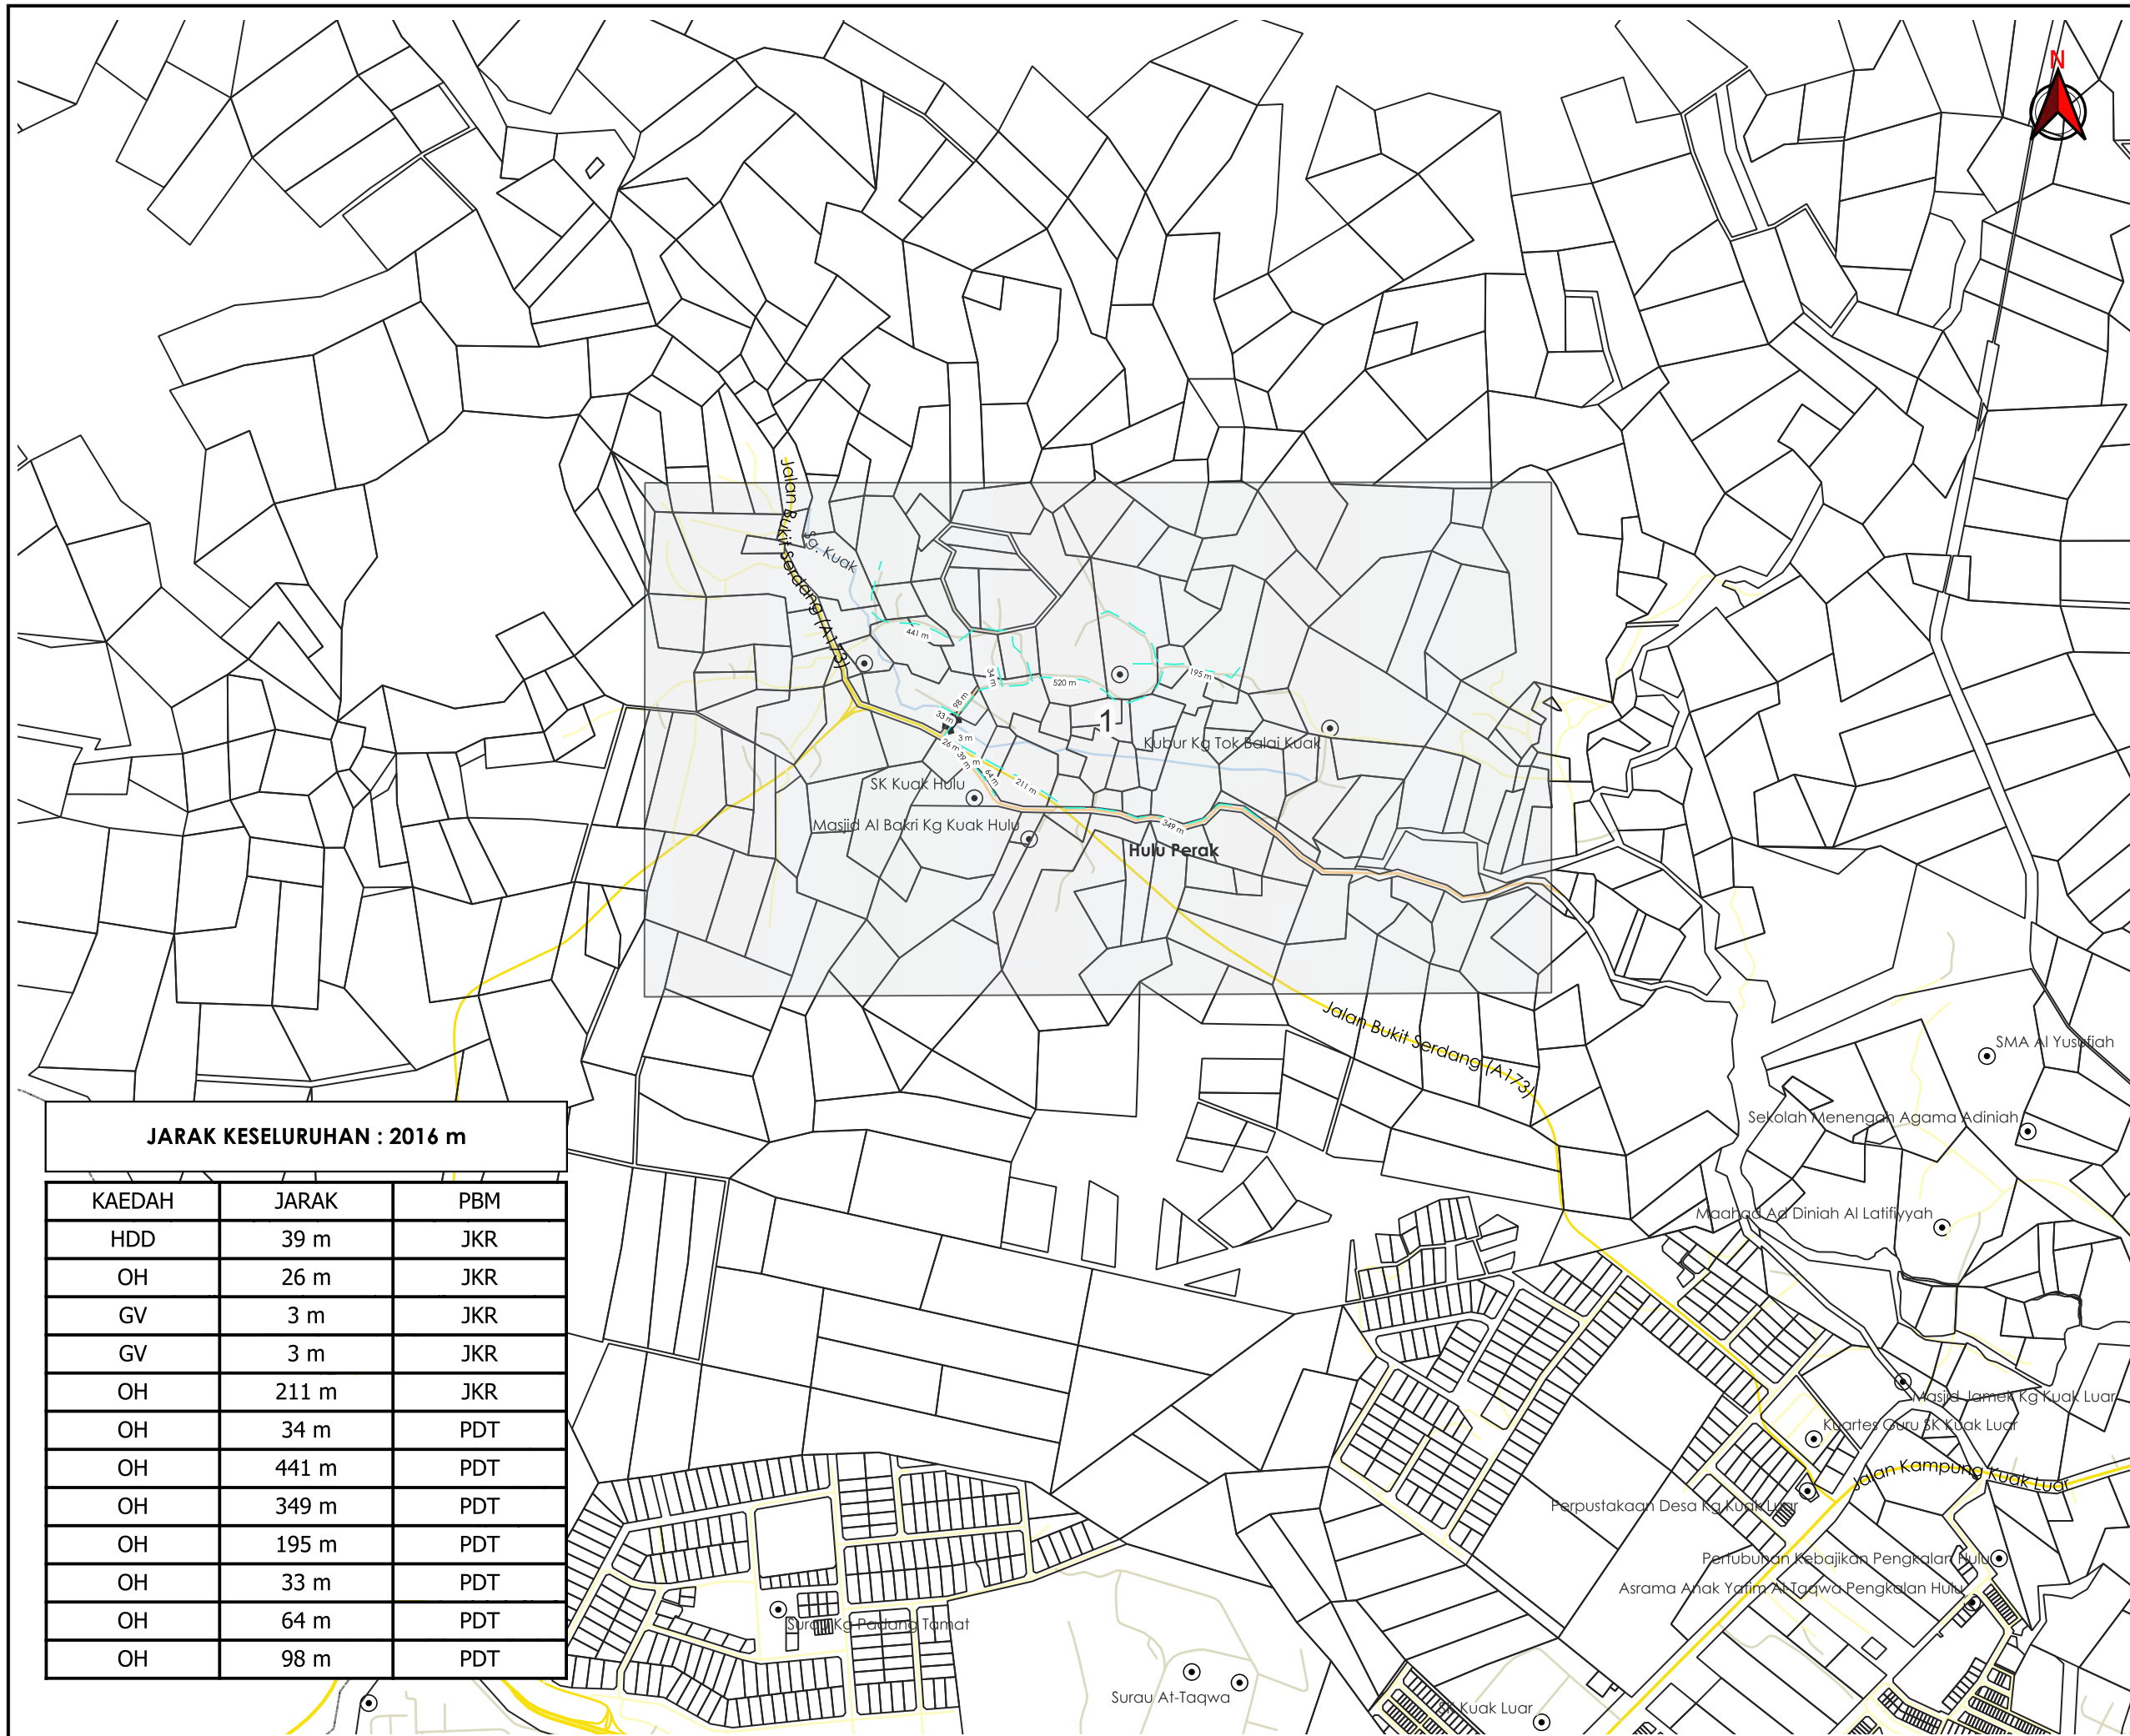 N
Jalan Bukit Serdang (A173)
Sg. Kuak
441 m
34 m
520 m
195 m
98 m
33 m
3 m
26 m
39 m
m
64 m
211 m
1
Kubur Kg Tok Balai Kuak
SK Kuak Hulu
Masjid Al Bakri Kg Kuak Hulu
349 m
Hulu Perak
Jalan Bukit Serdang (A173)
SMA Al Yusufiah
Sekolah Menengah Agama Adiniah
Maahad Ad Diniah Al Latifiyyah
Masjid Jamek Kg Kuak Luar
Kuartes Guru SK Kuak Luar
Jalan Kampung Kuak Luar
Perpustakaan Desa Kg Kuak Luar
Pertubuhan Kebajikan Pengkalan Hulu
Asrama Anak Yatim At-Taqwa Pengkalan Hulu
Surau Kg Padang Tamat
Surau At-Taqwa
SK Kuak Luar
JARAK KESELURUHAN : 2016 m
KAEDAH JARAK PBM
HDD 39 m JKR
OH 26 m JKR
GV 3 m JKR
GV 3 m JKR
OH 211 m JKR
OH 34 m PDT
OH 441 m PDT
OH 349 m PDT
OH 195 m PDT
OH 33 m PDT
OH 64 m PDT
OH 98 m PDT